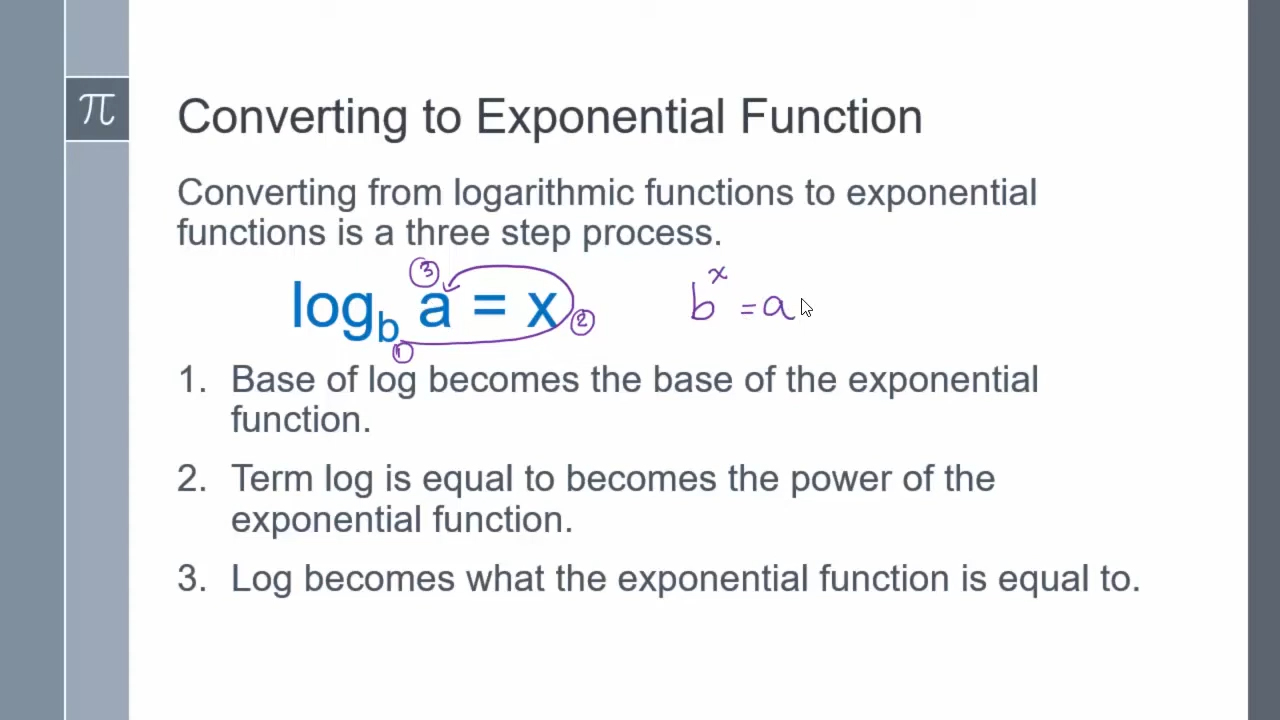 π
Converting to Exponential Function
Converting from logarithmic functions to exponential
functions is a three step process.
③
log_b a = x ②
①
b^x = a
1. Base of log becomes the base of the exponential
function.
2. Term log is equal to becomes the power of the
exponential function.
3. Log becomes what the exponential function is equal to.